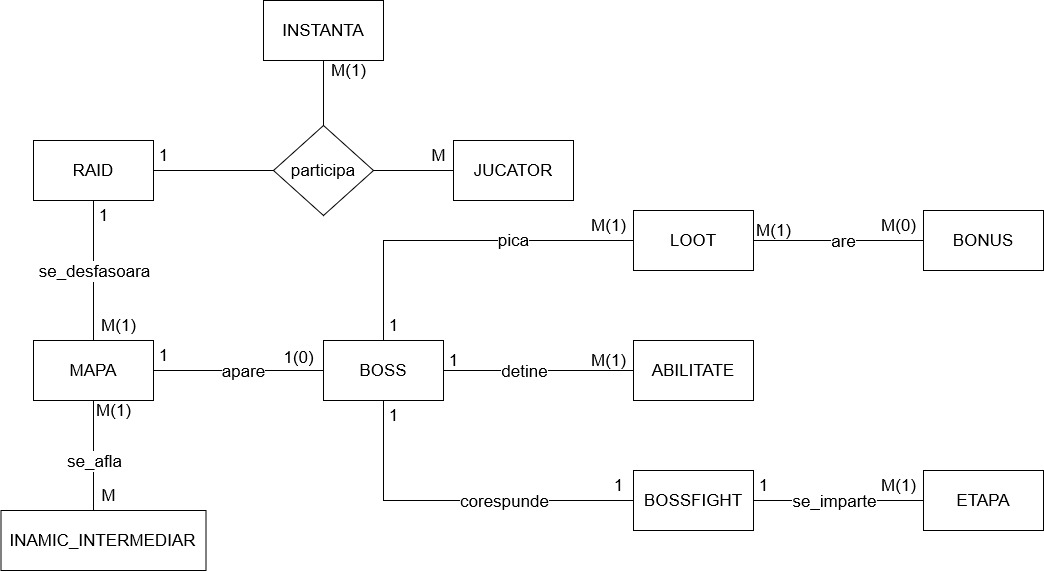 INSTANTA
M(1)
RAID
1
participa
M
JUCATOR
1
se_desfasoara
M(1)
pica
M(1)
LOOT
M(1)
are
M(0)
BONUS
1
MAPA
1
apare
1(0)
BOSS
1
detine
M(1)
ABILITATE
M(1)
se_afla
M
INAMIC_INTERMEDIAR
1
corespunde
1
BOSSFIGHT
1
se_imparte
M(1)
ETAPA